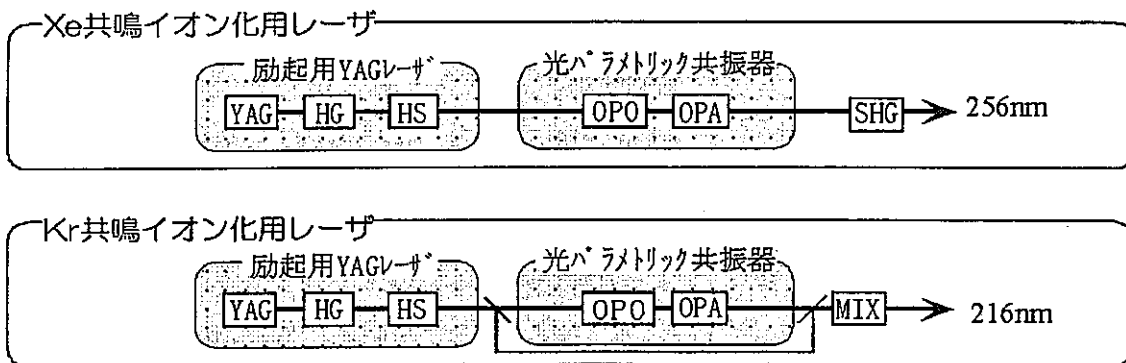 Xe共鳴イオン化用レーザ
励起用YAGレーザ
光パラメトリック共振器
YAG HG HS OPO OPA SHG 256nm
Kr共鳴イオン化用レーザ
励起用YAGレーザ
光パラメトリック共振器
YAG HG HS OPO OPA MIX 216nm